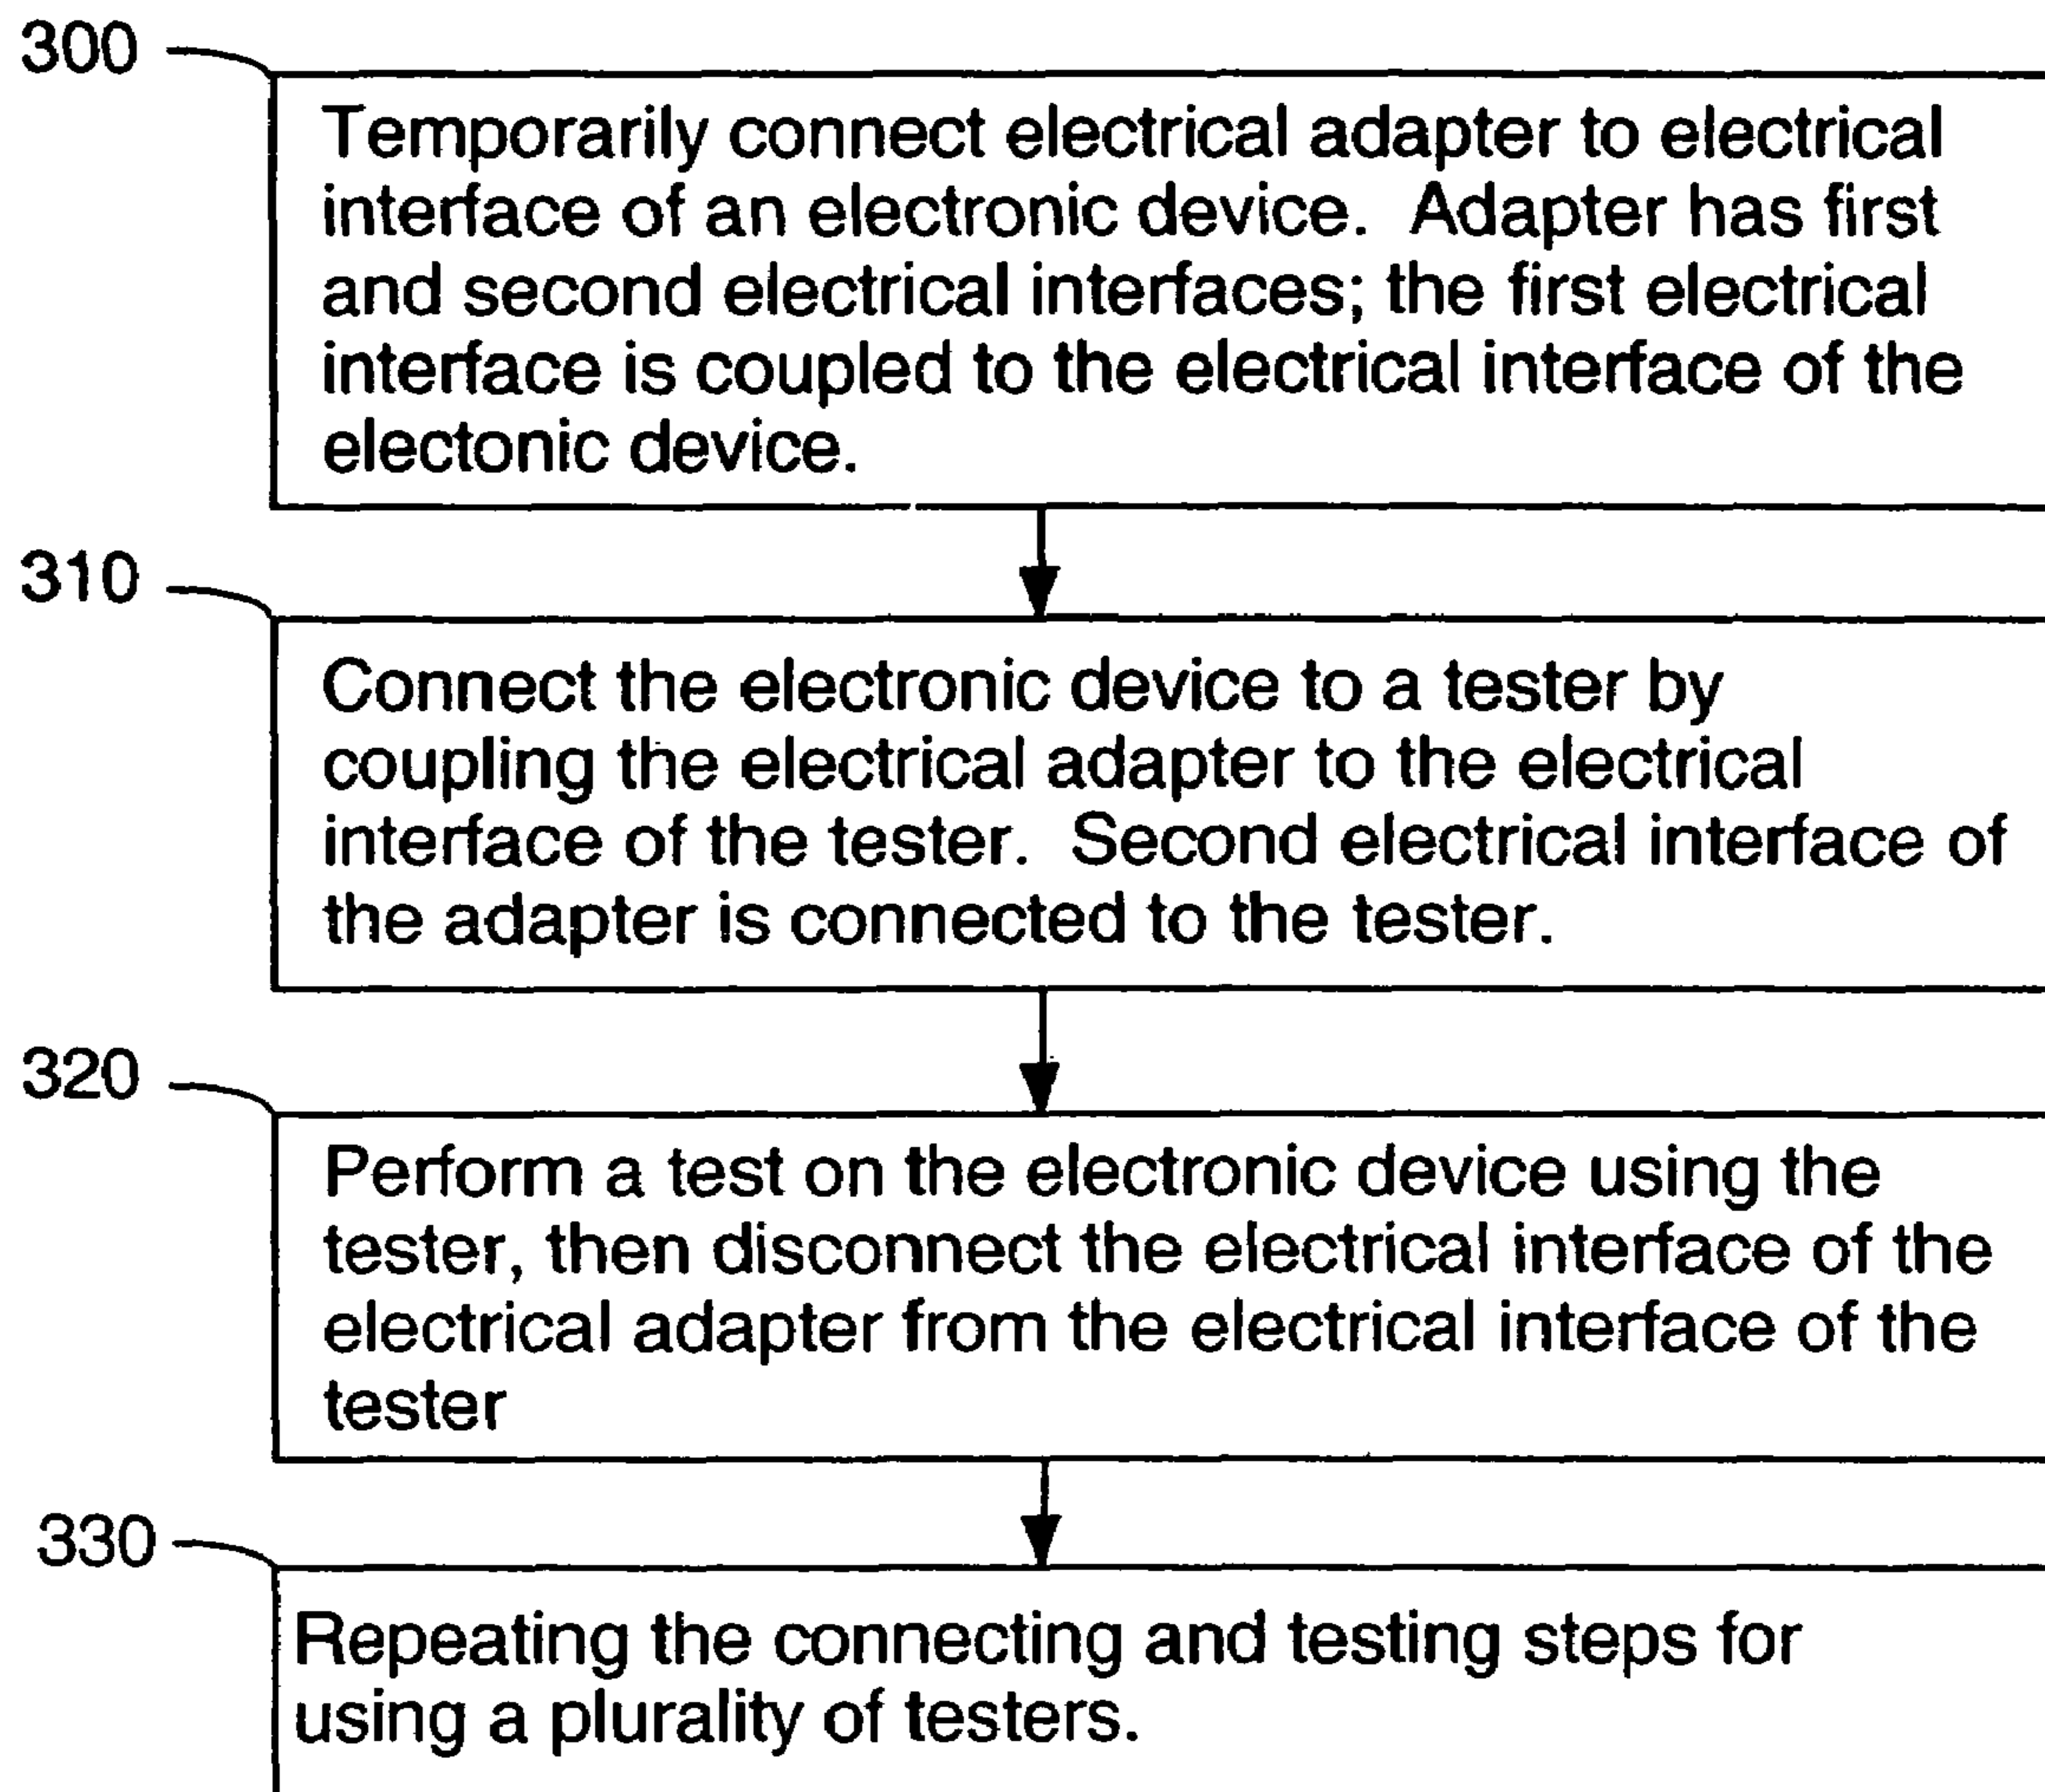 300
Temporarily connect electrical adapter to electrical
interface of an electronic device.  Adapter has first
and second electrical interfaces; the first electrical
interface is coupled to the electrical interface of the
electonic device.
310
Connect the electronic device to a tester by
coupling the electrical adapter to the electrical
interface of the tester.  Second electrical interface of
the adapter is connected to the tester.
320
Perform a test on the electronic device using the
tester, then disconnect the electrical interface of the
electrical adapter from the electrical interface of the
tester
330
Repeating the connecting and testing steps for
using a plurality of testers.